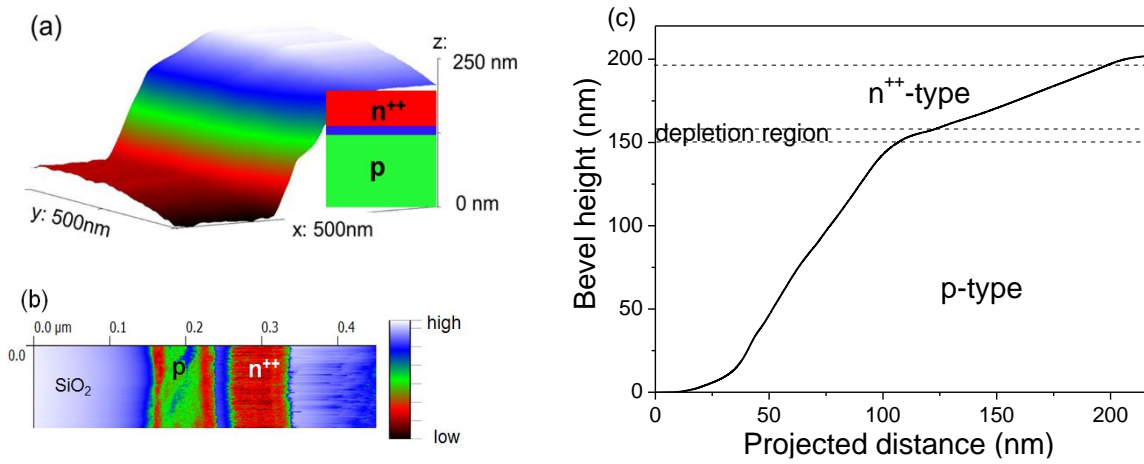 (a)
z:
250 nm
n++
p
0 nm
y: 500nm
x: 500nm
(b)
0.0 µm 0.1 0.2 0.3 0.4
0.0
SiO₂
p
n++
high
low
(c)
200
150
100
50
0
Bevel height (nm)
n++-type
depletion region
p-type
0 50 100 150 200
Projected distance (nm)